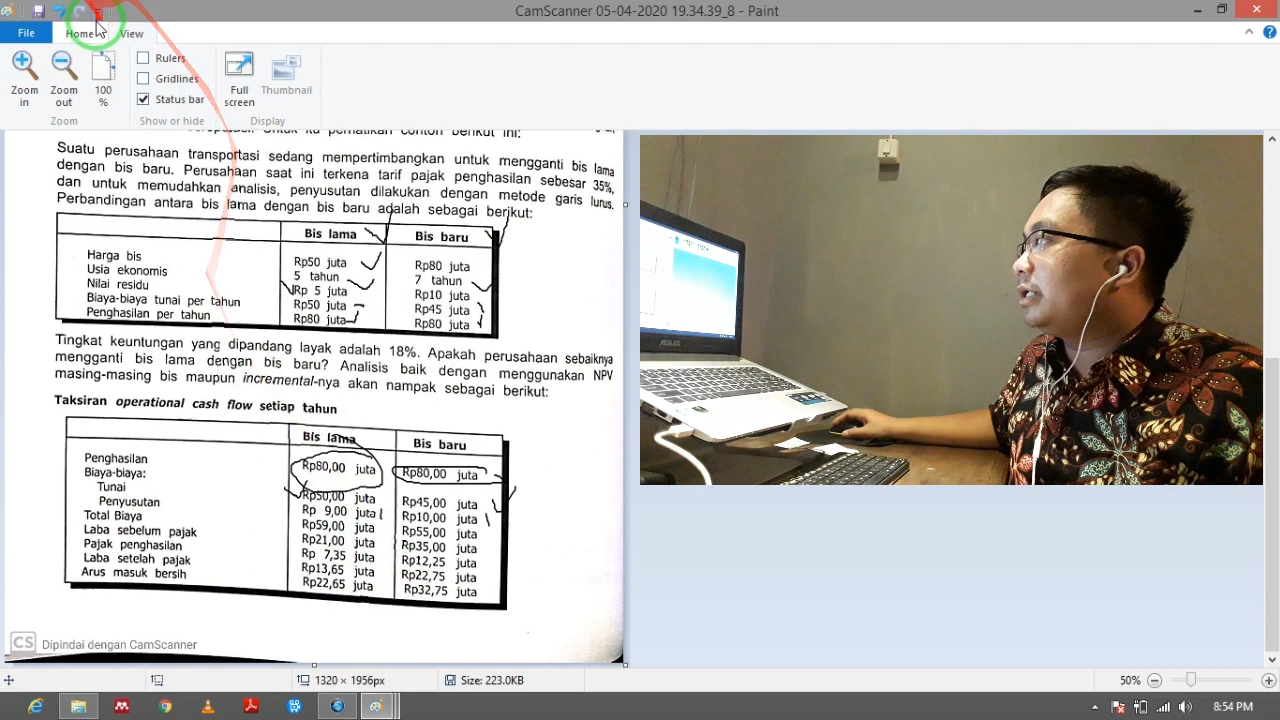 CamScanner 05-04-2020 19.34.39_8 - Paint
File Home View
Zoom in
Zoom out
100 %
Rulers
Gridlines
Status bar
Full screen
Thumbnail
Zoom Show or hide Display
Untuk itu perhatikan contoh berikut ini:
Suatu perusahaan transportasi sedang mempertimbangkan untuk mengganti bis lama
dengan bis baru. Perusahaan saat ini terkena tarif pajak penghasilan sebesar 35%,
dan untuk memudahkan analisis, penyusutan dilakukan dengan metode garis lurus.
Perbandingan antara bis lama dengan bis baru adalah sebagai berikut:
Bis lama Bis baru
Harga bis Rp50 juta Rp80 juta
Usia ekonomis 5 tahun 7 tahun
Nilai residu Rp 5 juta Rp10 juta
Biaya-biaya tunai per tahun Rp50 juta Rp45 juta
Penghasilan per tahun Rp80 juta Rp80 juta
Tingkat keuntungan yang dipandang layak adalah 18%. Apakah perusahaan sebaiknya
mengganti bis lama dengan bis baru? Analisis baik dengan menggunakan NPV
masing-masing bis maupun incremental-nya akan nampak sebagai berikut:
Taksiran operational cash flow setiap tahun
Bis lama Bis baru
Penghasilan Rp80,00 juta Rp80,00 juta
Biaya-biaya:
Tunai Rp50,00 juta Rp45,00 juta
Penyusutan Rp 9,00 juta Rp10,00 juta
Total Biaya Rp59,00 juta Rp55,00 juta
Laba sebelum pajak Rp21,00 juta Rp35,00 juta
Pajak penghasilan Rp 7,35 juta Rp12,25 juta
Laba setelah pajak Rp13,65 juta Rp22,75 juta
Arus masuk bersih Rp22,65 juta Rp32,75 juta
CS Dipindai dengan CamScanner
ASUS
1320 × 1956px Size: 223.0KB 50%
8:54 PM